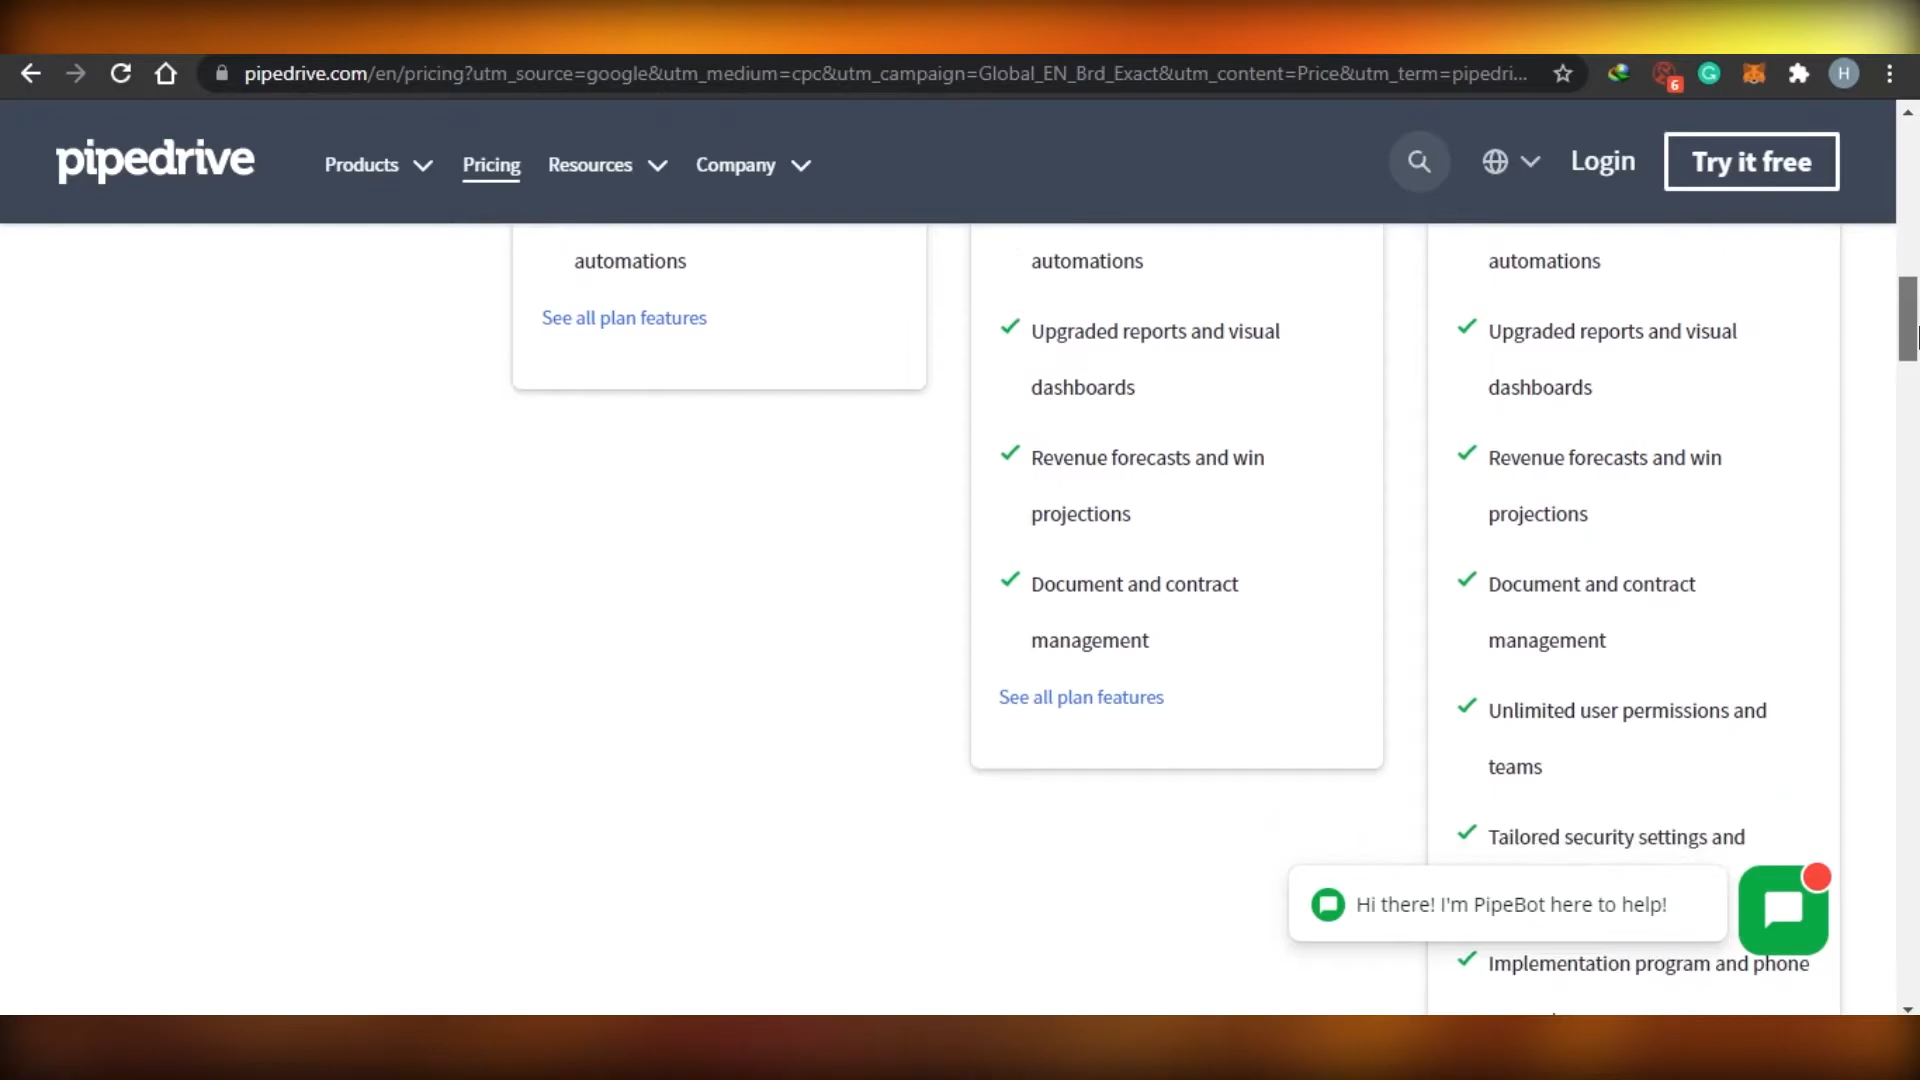 pipedrive.com/en/pricing?utm_source=google&utm_medium=cpc&utm_campaign=Global_EN_Brd_Exact&utm_content=Price&utm_term=pipedri...
6
H
pipedrive
Products
Pricing
Resources
Company
Login
Try it free
automations
See all plan features
automations
Upgraded reports and visual
dashboards
Revenue forecasts and win
projections
Document and contract
management
See all plan features
automations
Upgraded reports and visual
dashboards
Revenue forecasts and win
projections
Document and contract
management
Unlimited user permissions and
teams
Tailored security settings and
Implementation program and phone
Hi there! I'm PipeBot here to help!